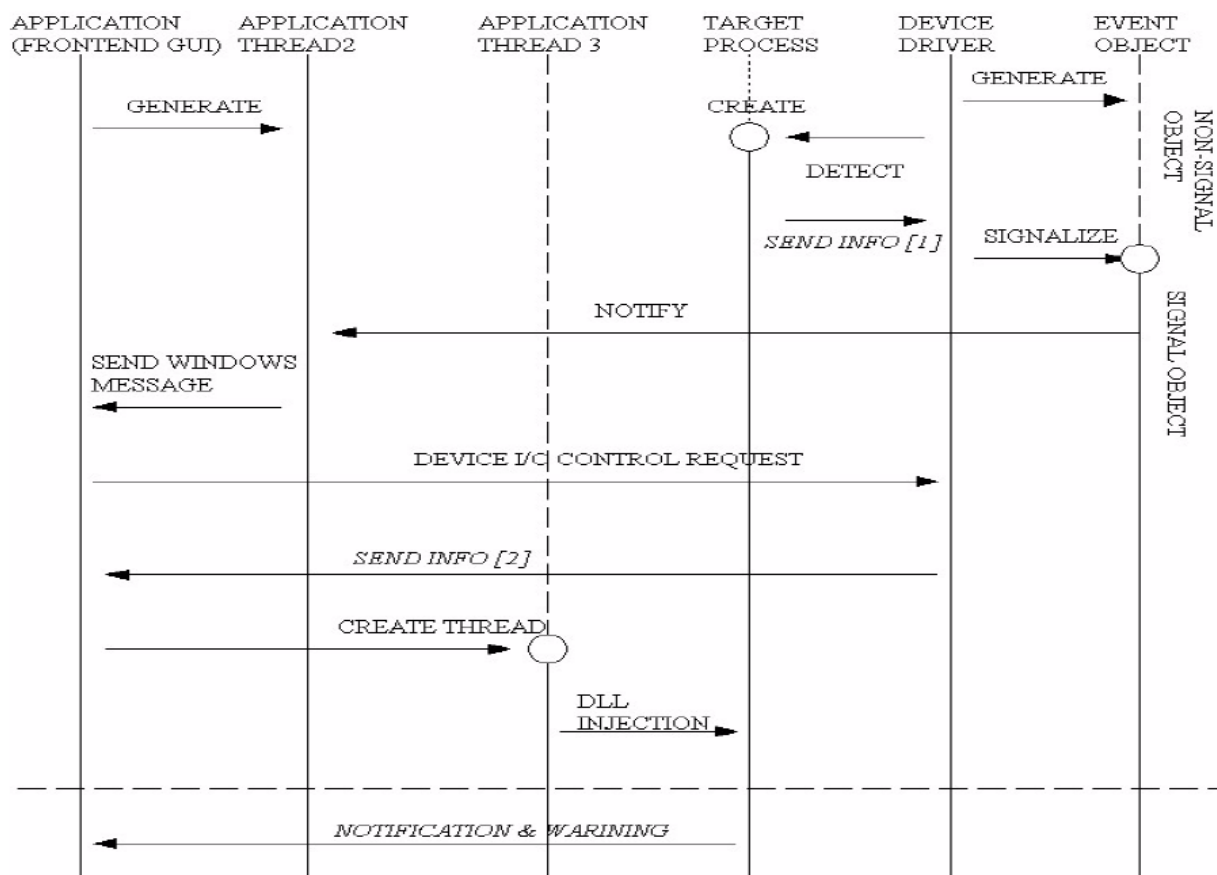 APPLICATION
(FRONTEND GUI)
APPLICATION
THREAD2
APPLICATION
THREAD 3
TARGET
PROCESS
DEVICE
DRIVER
EVENT
OBJECT
GENERATE
GENERATE
CREATE
NON-SIGNAL
OBJECT
DETECT
SEND INFO [1]
SIGNALIZE
NOTIFY
SIGNAL OBJECT
SEND WINDOWS
MESSAGE
DEVICE I/O CONTROL REQUEST
SEND INFO [2]
CREATE THREAD
DLL
INJECTION
NOTIFICATION & WARINING